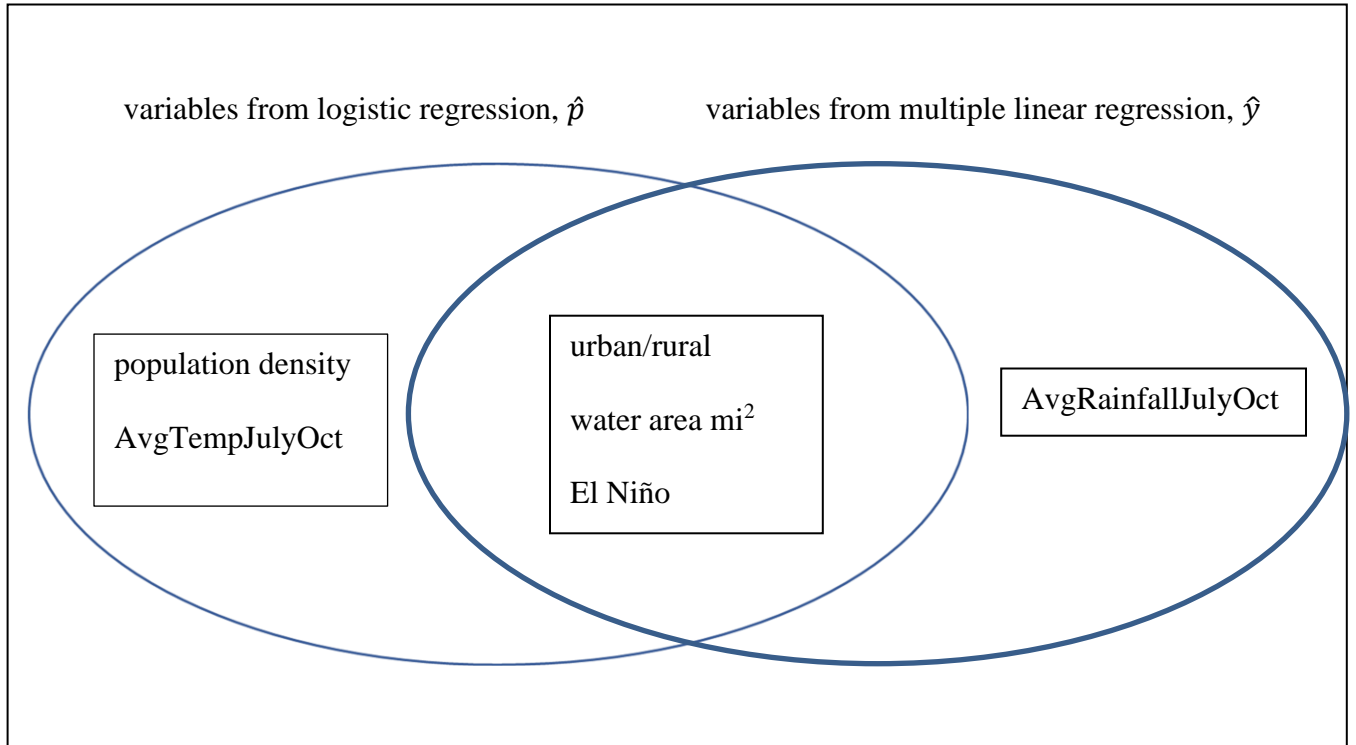 variables from logistic regression, p̂
variables from multiple linear regression, ŷ
population density
AvgTempJulyOct
urban/rural
water area mi²
El Niño
AvgRainfallJulyOct